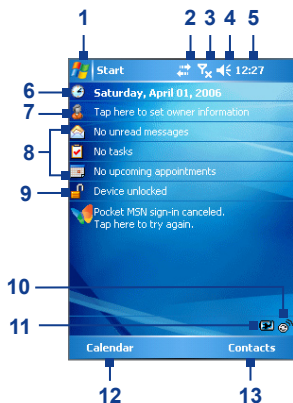 1 2 3 4 5
Start 12:27
6 Saturday, April 01, 2006
7 Tap here to set owner information
No unread messages
8 No tasks
No upcoming appointments
9 Device unlocked
Pocket MSN sign-in canceled.
Tap here to try again.
10
11
Calendar Contacts
12 13